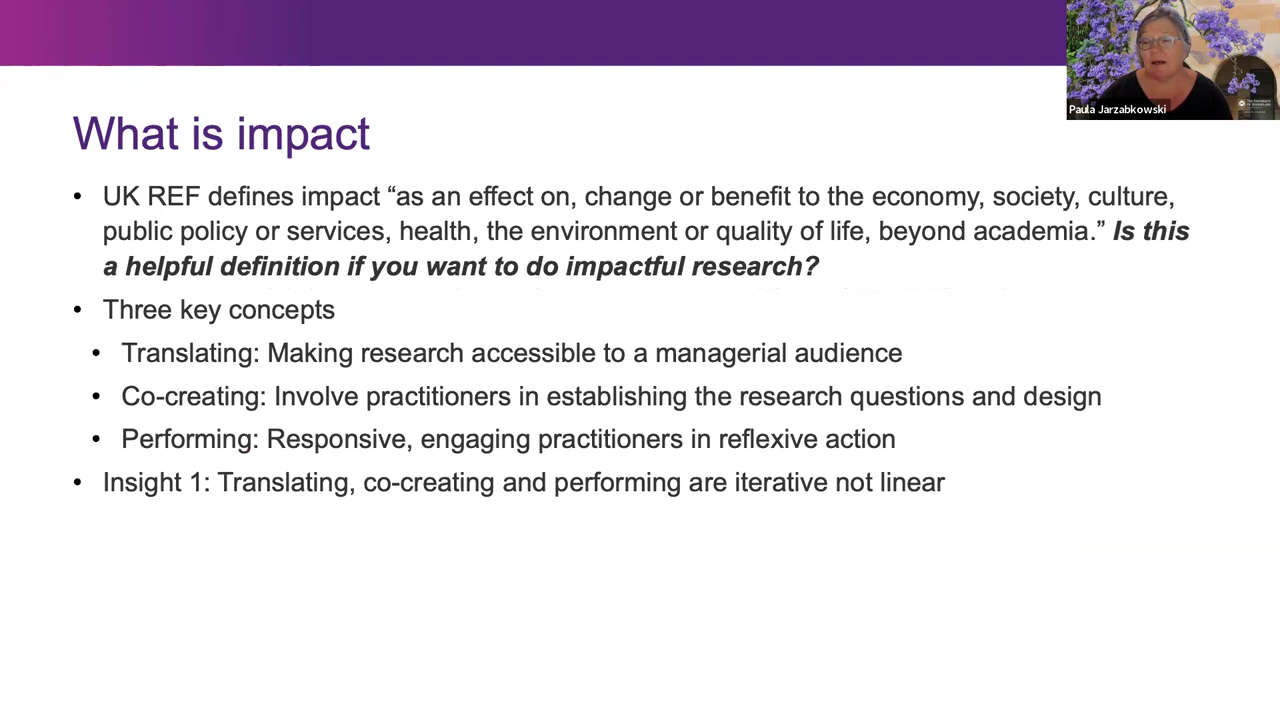 Paula Jarzabkowski
THE UNIVERSITY
OF QUEENSLAND
What is impact
• UK REF defines impact “as an effect on, change or benefit to the economy, society, culture,
public policy or services, health, the environment or quality of life, beyond academia.” Is this
a helpful definition if you want to do impactful research?
• Three key concepts
• Translating: Making research accessible to a managerial audience
• Co-creating: Involve practitioners in establishing the research questions and design
• Performing: Responsive, engaging practitioners in reflexive action
• Insight 1: Translating, co-creating and performing are iterative not linear